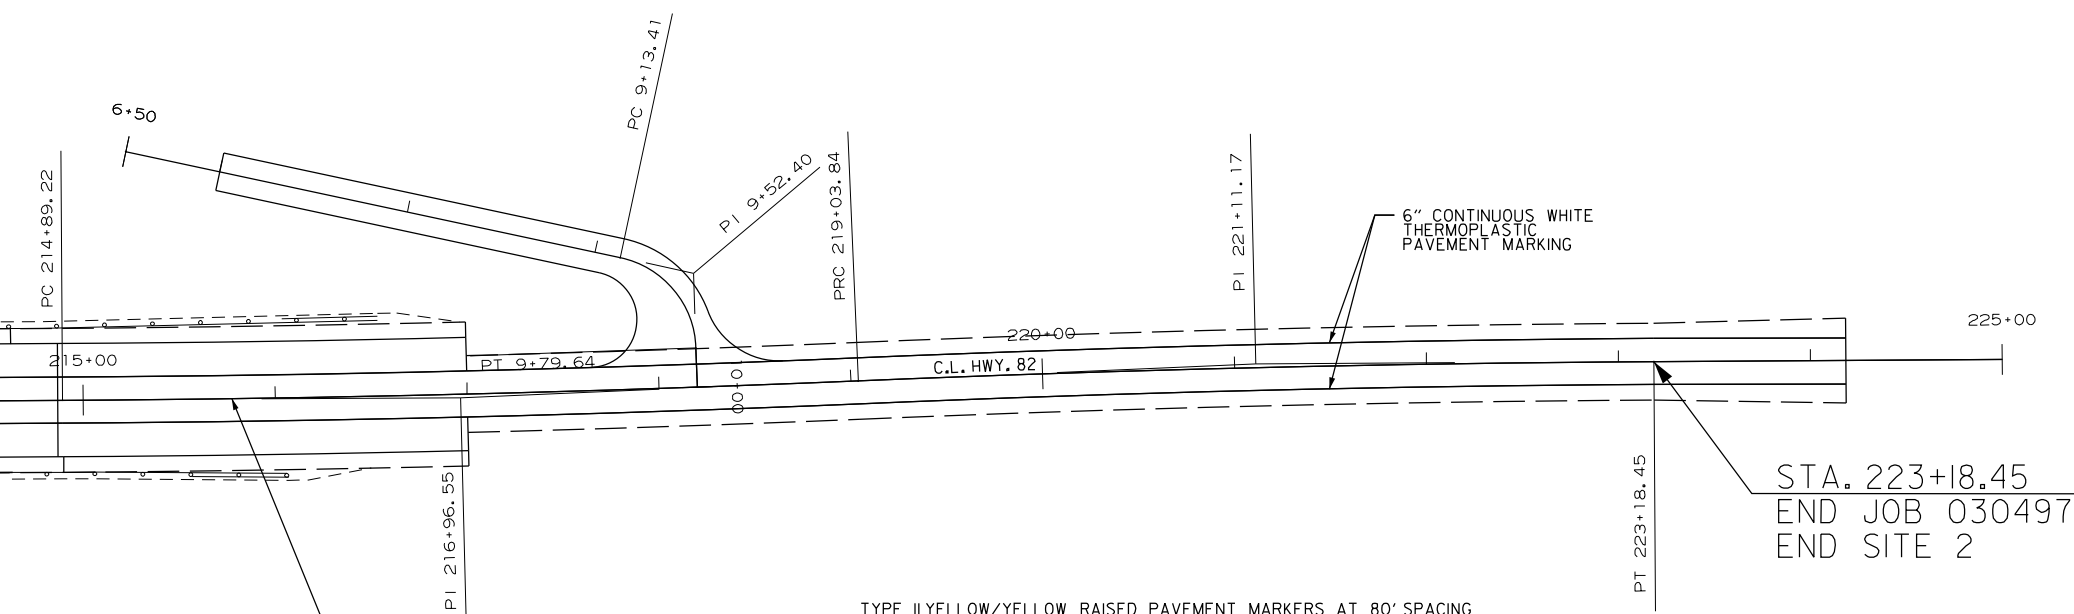 6+50
PC 9+13.41
PC 214+89.22
PI 9+52.40
PRC 219+03.84
PI 221+11.17
6" CONTINUOUS WHITE
THERMOPLASTIC
PAVEMENT MARKING
215+00
220+00
225+00
PT 9+79.64
C.L. HWY. 82
0+00
PI 216+96.55
PT 223+18.45
STA. 223+18.45
END JOB 030497
END SITE 2
TYPE II YELLOW/YELLOW RAISED PAVEMENT MARKERS AT 80' SPACING